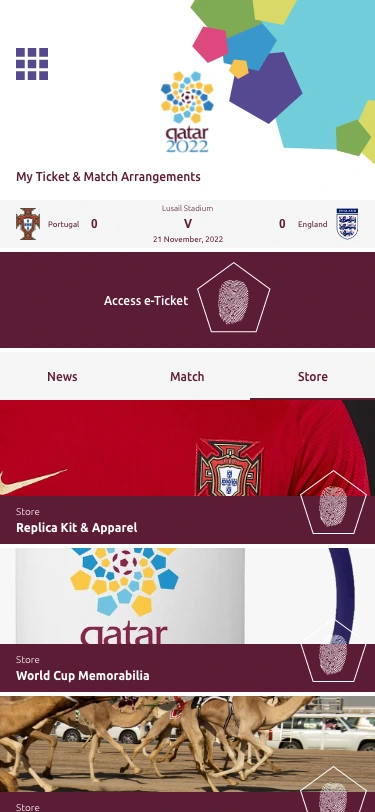 qatar
2022
My Ticket & Match Arrangements
Lusail Stadium
Portugal 0 V 0 England
ENGLAND
21 November, 2022
Access e-Ticket
News Match Store
Store
Replica Kit & Apparel
qatar
Store
World Cup Memorabilia
Store